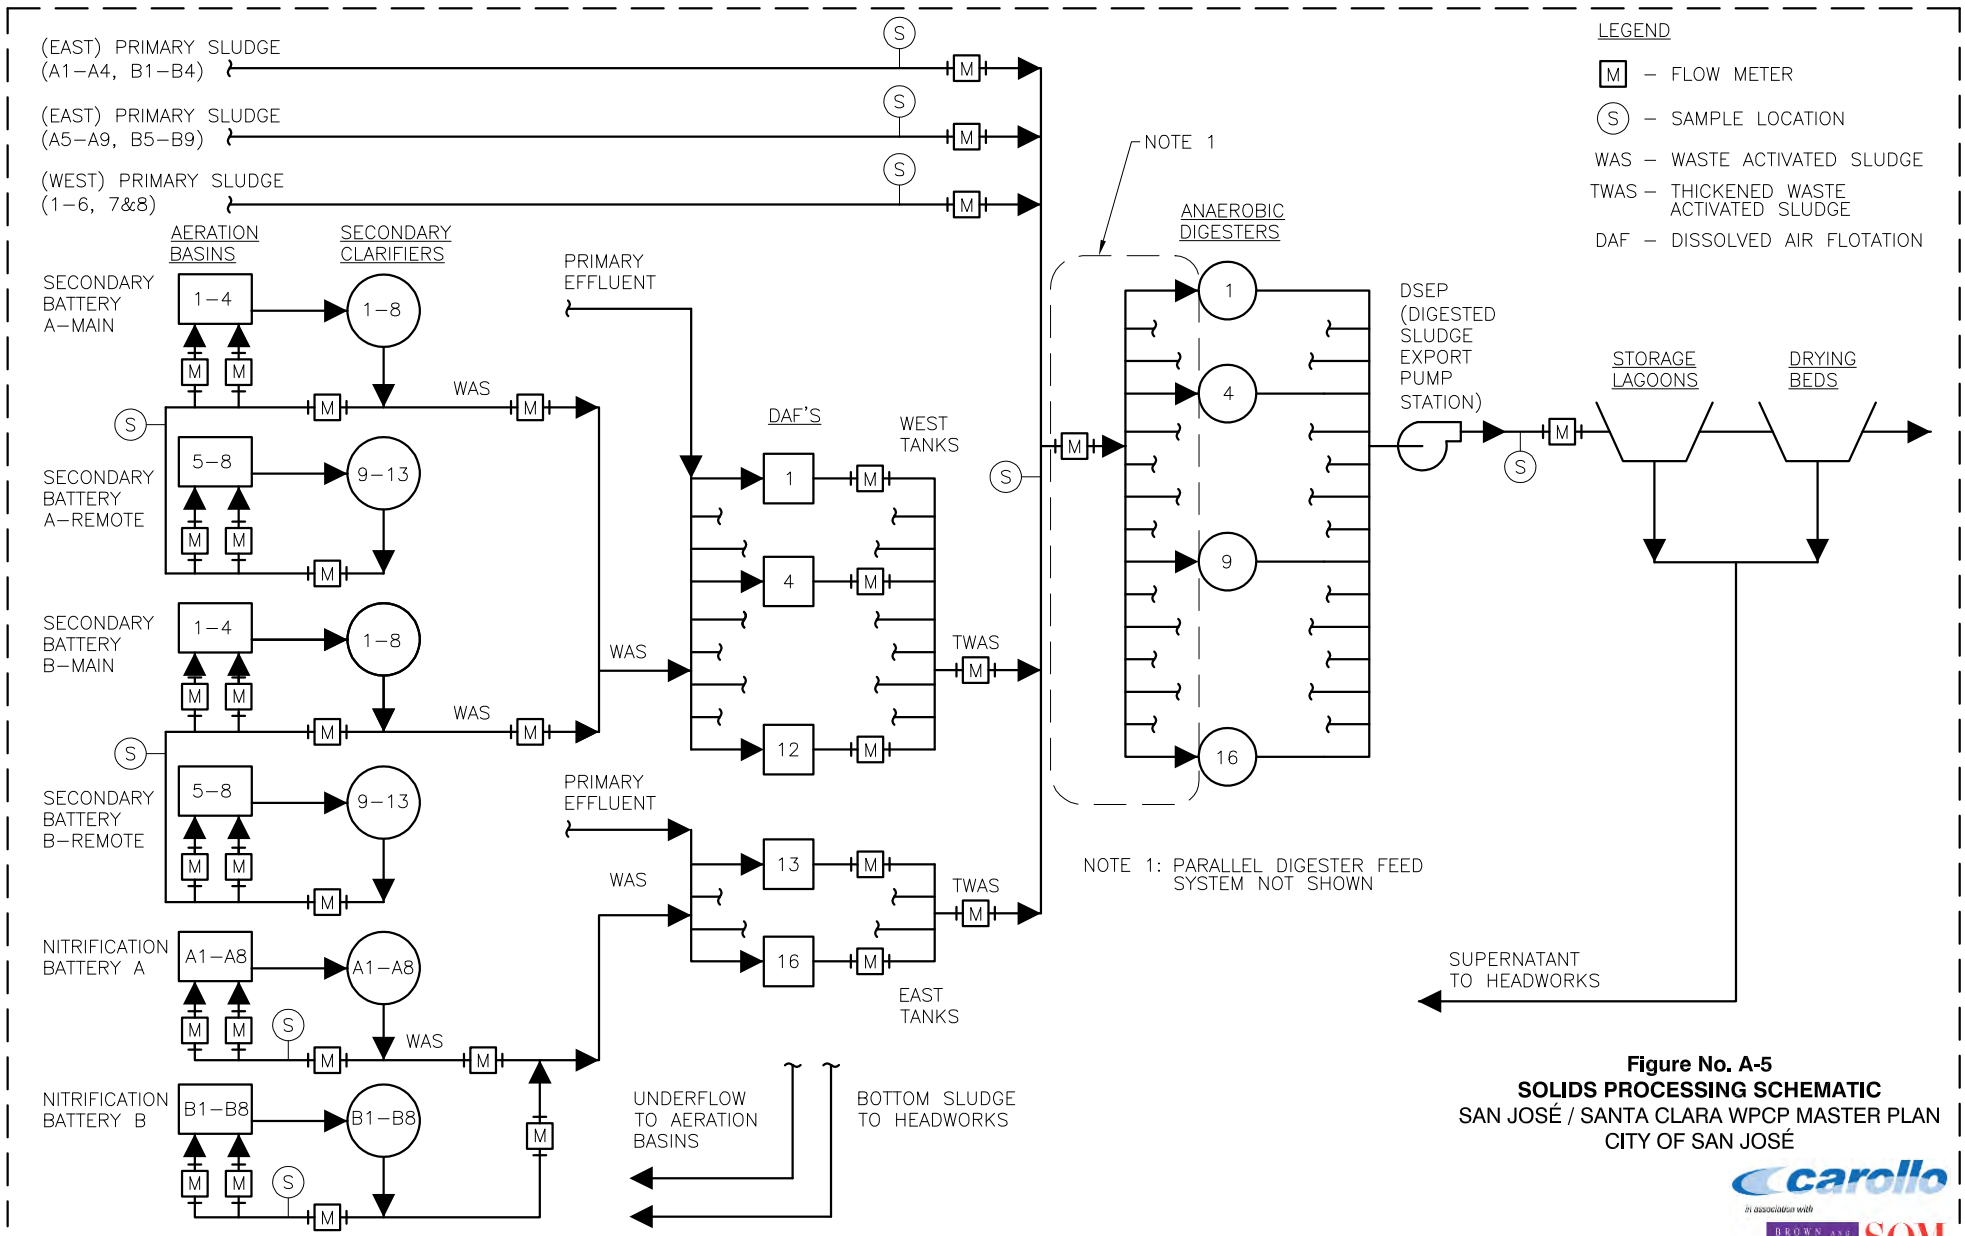 (EAST) PRIMARY SLUDGE
(A1-A4, B1-B4)
S
M
(EAST) PRIMARY SLUDGE
(A5-A9, B5-B9)
S
M
(WEST) PRIMARY SLUDGE
(1-6, 7&8)
S
M
LEGEND
M - FLOW METER
S - SAMPLE LOCATION
WAS - WASTE ACTIVATED SLUDGE
TWAS - THICKENED WASTE
ACTIVATED SLUDGE
DAF - DISSOLVED AIR FLOTATION
AERATION
BASINS
SECONDARY
CLARIFIERS
SECONDARY
BATTERY
A-MAIN
1-4
1-8
M
M
M
WAS
M
S
SECONDARY
BATTERY
A-REMOTE
5-8
9-13
M
M
M
SECONDARY
BATTERY
B-MAIN
1-4
1-8
M
M
M
WAS
M
S
SECONDARY
BATTERY
B-REMOTE
5-8
9-13
M
M
M
NITRIFICATION
BATTERY A
A1-A8
A1-A8
M
M
S
M
WAS
M
NITRIFICATION
BATTERY B
B1-B8
B1-B8
M
M
S
M
M
PRIMARY
EFFLUENT
WAS
DAF'S
WEST
TANKS
1
M
4
M
12
M
TWAS
M
PRIMARY
EFFLUENT
WAS
13
M
16
M
TWAS
M
EAST
TANKS
UNDERFLOW
TO AERATION
BASINS
BOTTOM SLUDGE
TO HEADWORKS
NOTE 1
S
M
ANAEROBIC
DIGESTERS
1
4
9
16
NOTE 1: PARALLEL DIGESTER FEED
SYSTEM NOT SHOWN
DSEP
(DIGESTED
SLUDGE
EXPORT
PUMP
STATION)
S
M
STORAGE
LAGOONS
DRYING
BEDS
SUPERNATANT
TO HEADWORKS
Figure No. A-5
SOLIDS PROCESSING SCHEMATIC
SAN JOSÉ / SANTA CLARA WPCP MASTER PLAN
CITY OF SAN JOSÉ
carollo
in association with
BROWN AND
SOM